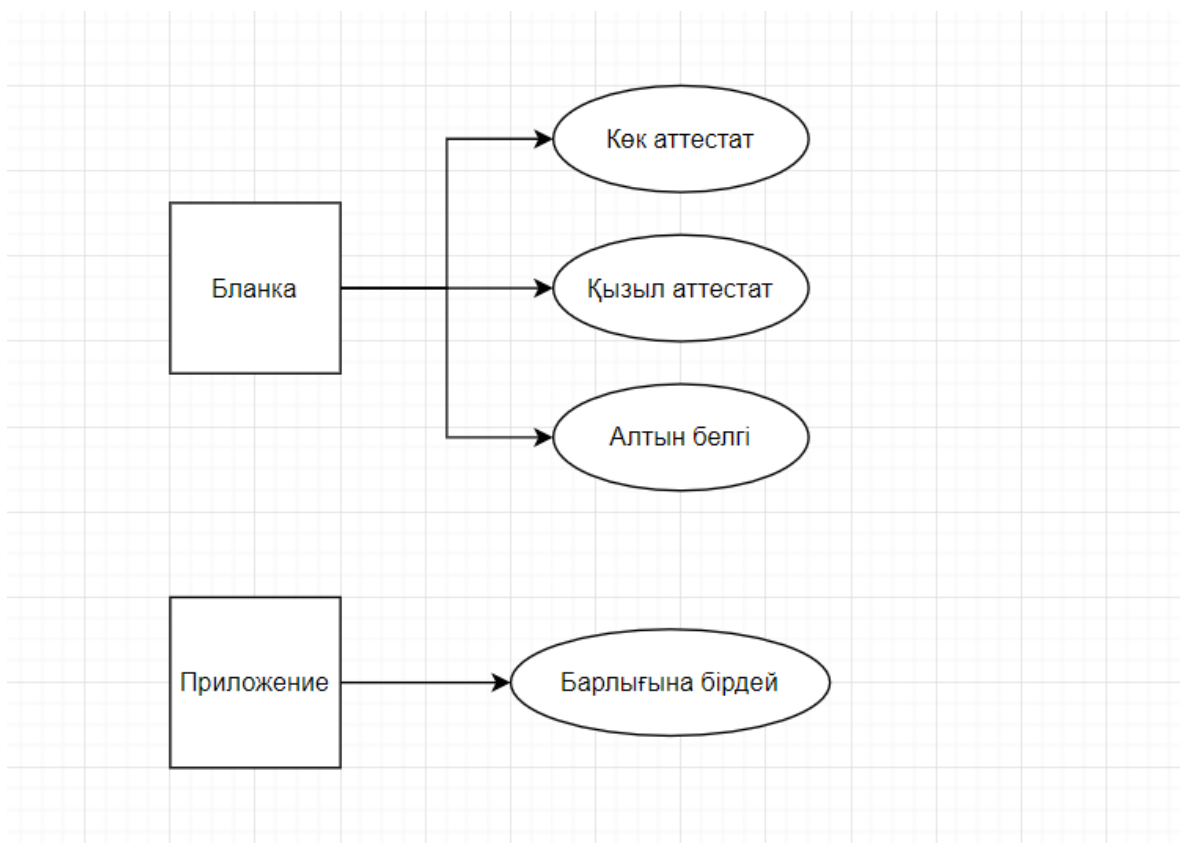 Көк аттестат
Бланка
Қызыл аттестат
Алтын белгі
Приложение
Барлығына бірдей